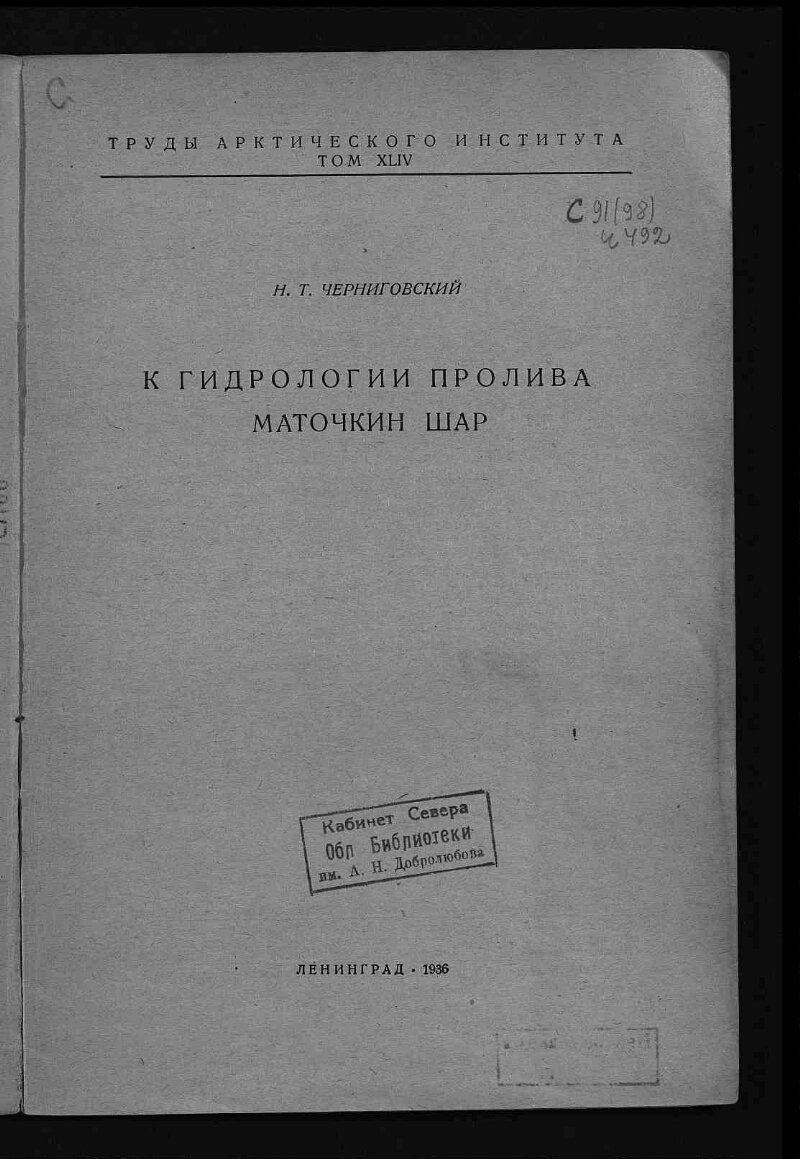 С
ТРУДЫ АРКТИЧЕСКОГО ИНСТИТУТА
ТОМ XLIV
С 91(98)
Ч 492
Н. Т. ЧЕРНИГОВСКИЙ
К ГИДРОЛОГИИ ПРОЛИВА
МАТОЧКИН ШАР
Кабинет Севера
Обл Библиотеки
им. А. Н. Добролюбова
ЛЕНИНГРАД · 1936